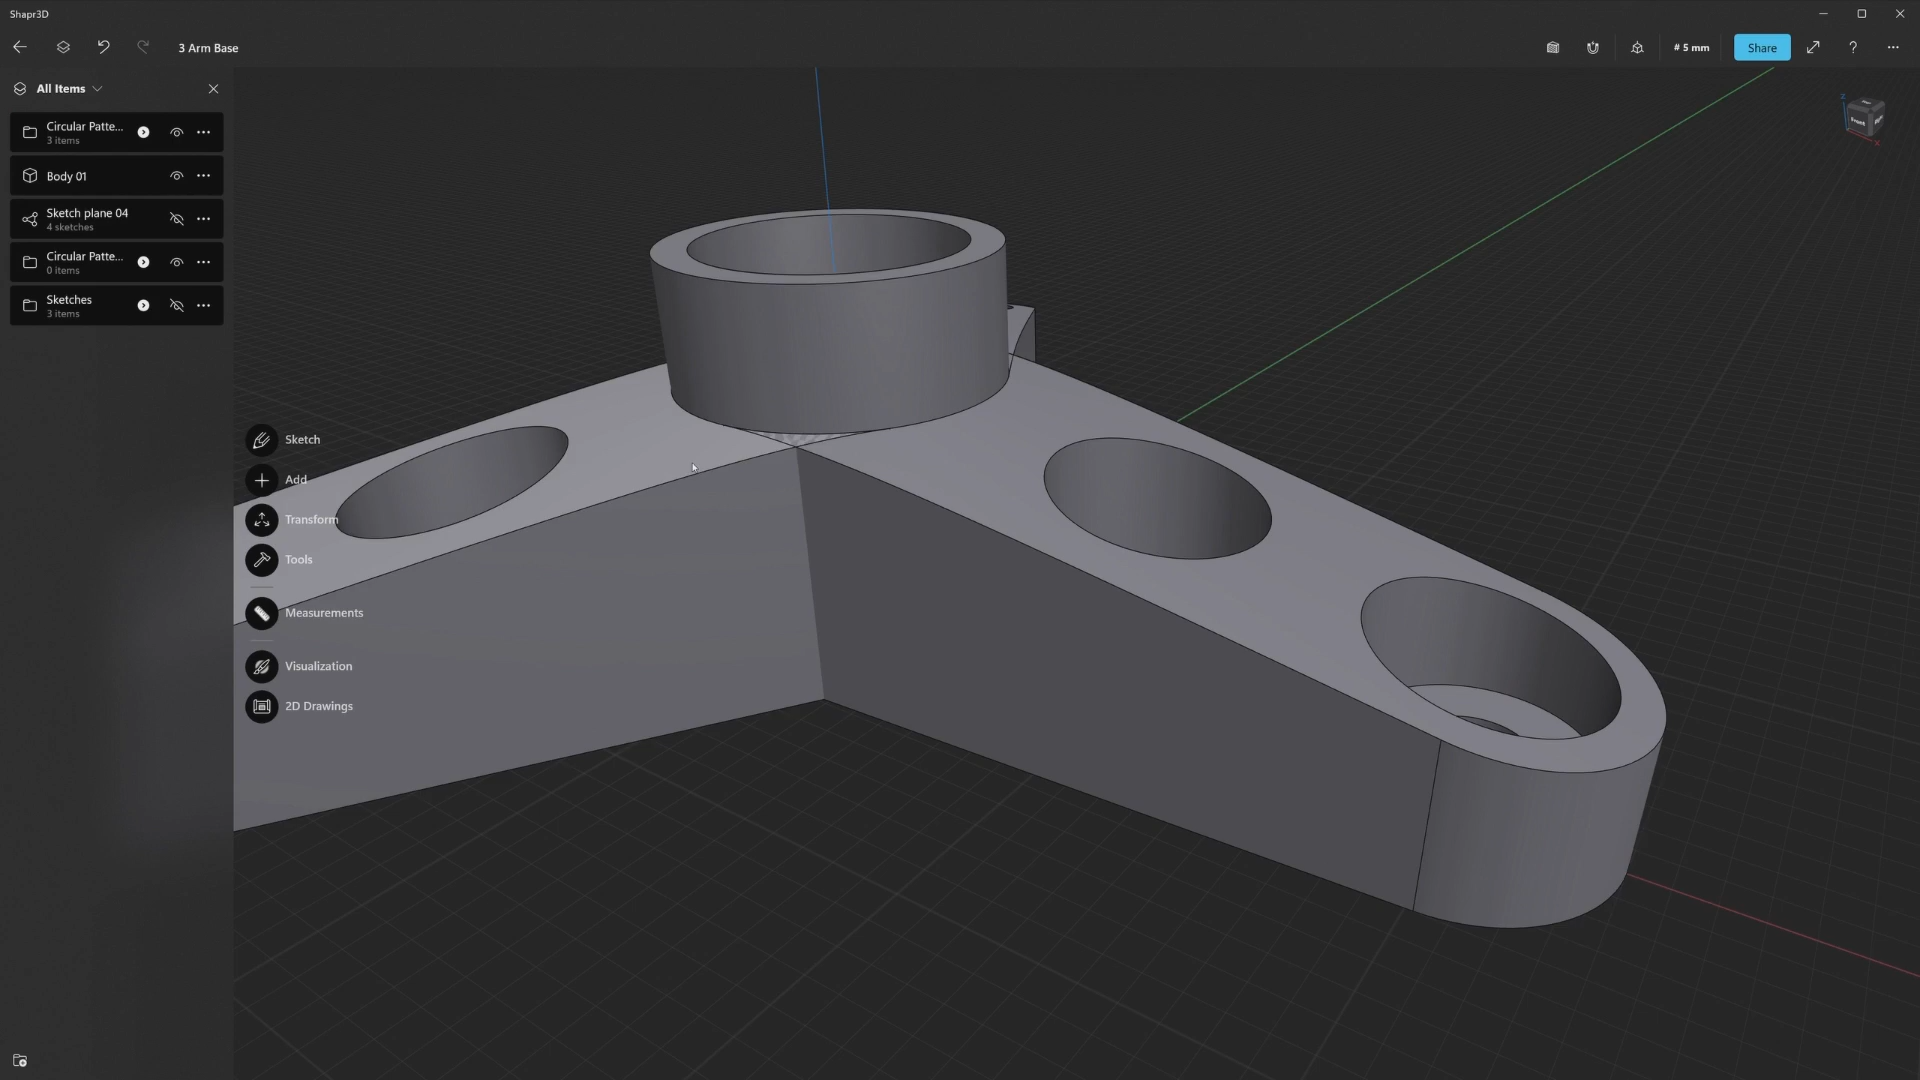 Shapr3D
3 Arm Base
# 5 mm
Share
All Items
Circular Patte...
3 items
Body 01
Sketch plane 04
4 sketches
Circular Patte...
0 items
Sketches
3 items
Sketch
Add
Transform
Tools
Measurements
Visualization
2D Drawings
Z
Front
X